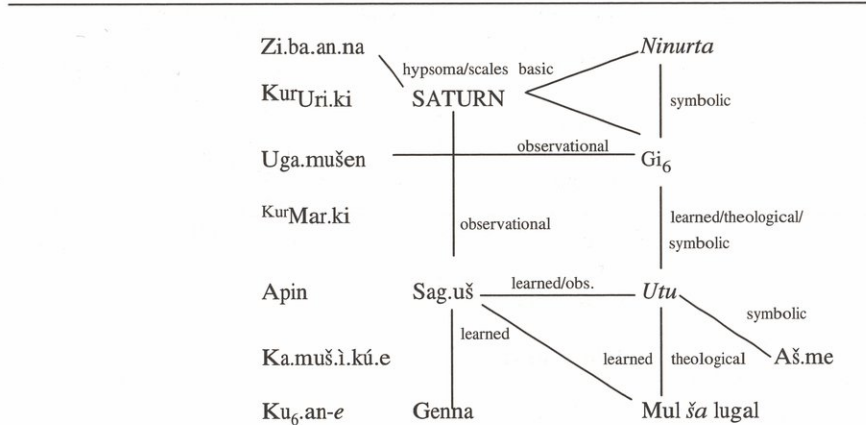 Zi.ba.an.na Ninurta
hypsoma/scales basic
KurUri.ki SATURN symbolic
observational
Uga.mušen Gi6
KurMar.ki learned/theological/
observational symbolic
Apin Sag.uš learned/obs. Utu
symbolic
learned
Ka.muš.ì.kú.e learned theological Aš.me
Ku6.an-e Genna Mul ša lugal